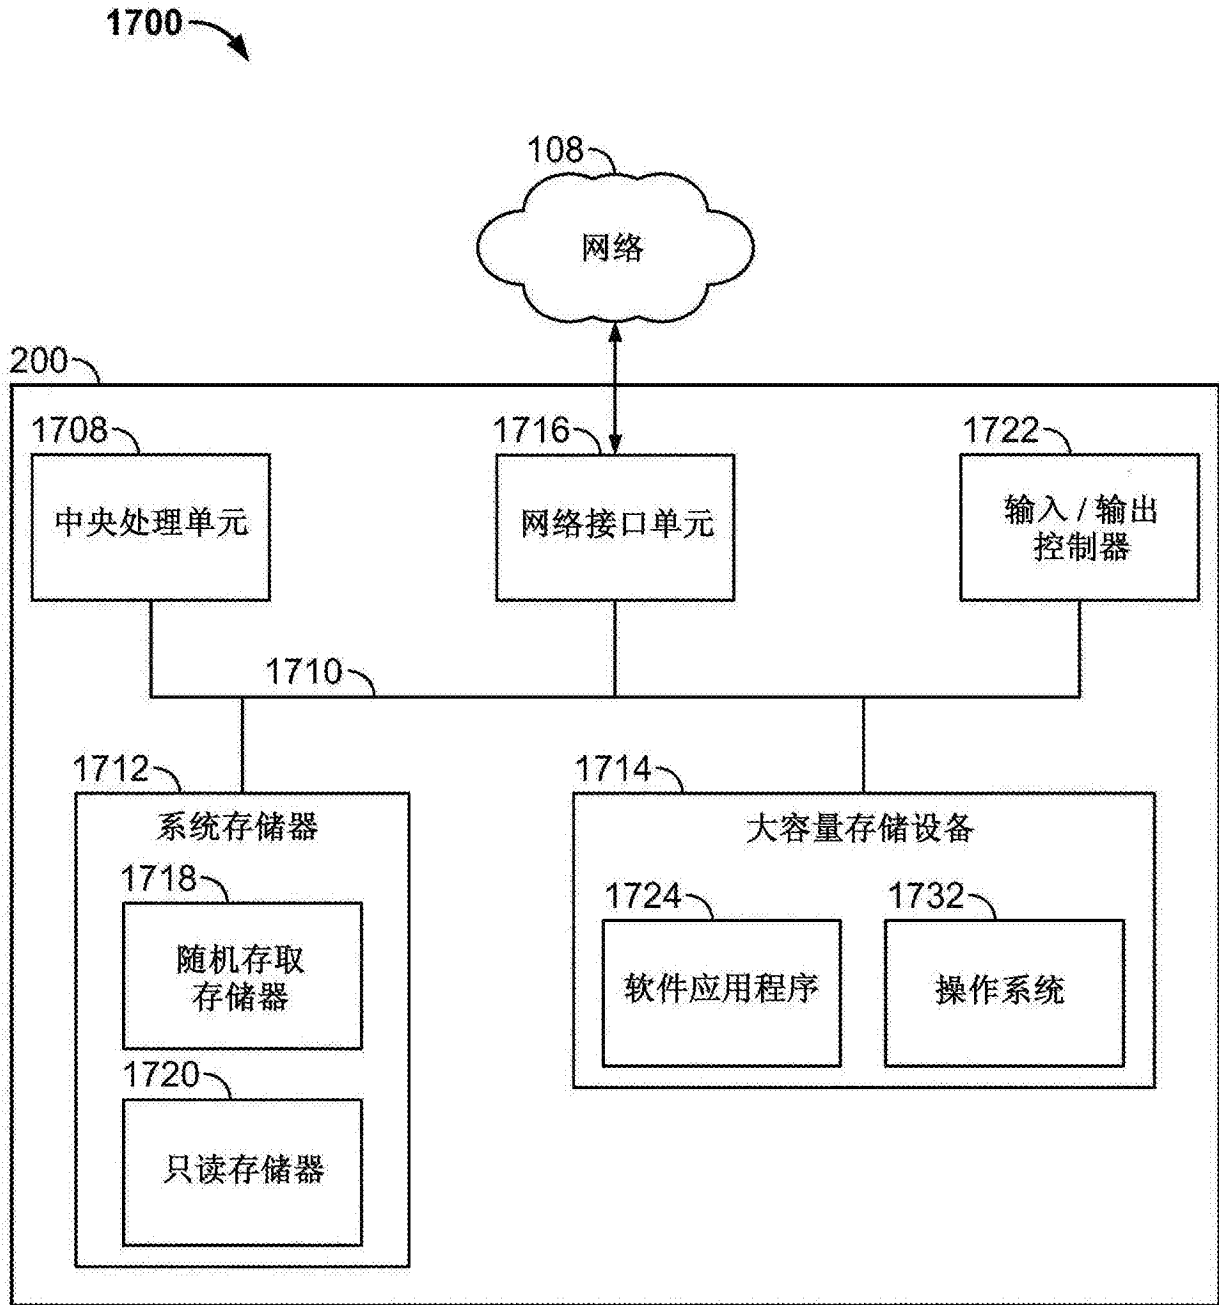 1700
108
网络
200
1708
中央处理单元
1716
网络接口单元
1722
输入 / 输出
控制器
1710
1712
系统存储器
1718
随机存取
存储器
1720
只读存储器
1714
大容量存储设备
1724
软件应用程序
1732
操作系统